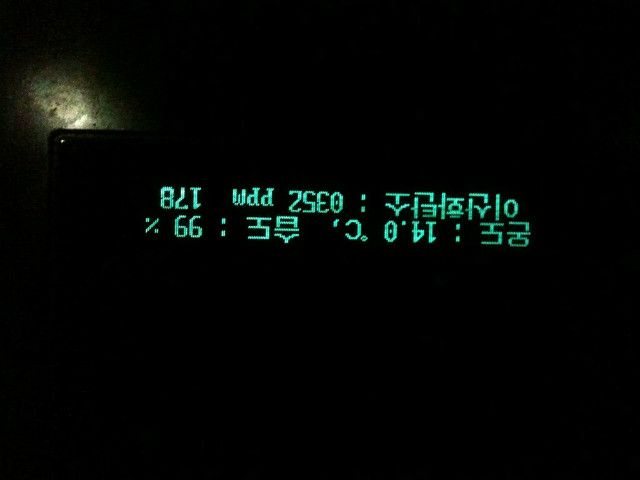 온도 : 14.0 ℃, 습도 : 99 %
이산화탄소 : 0352 ppm 178